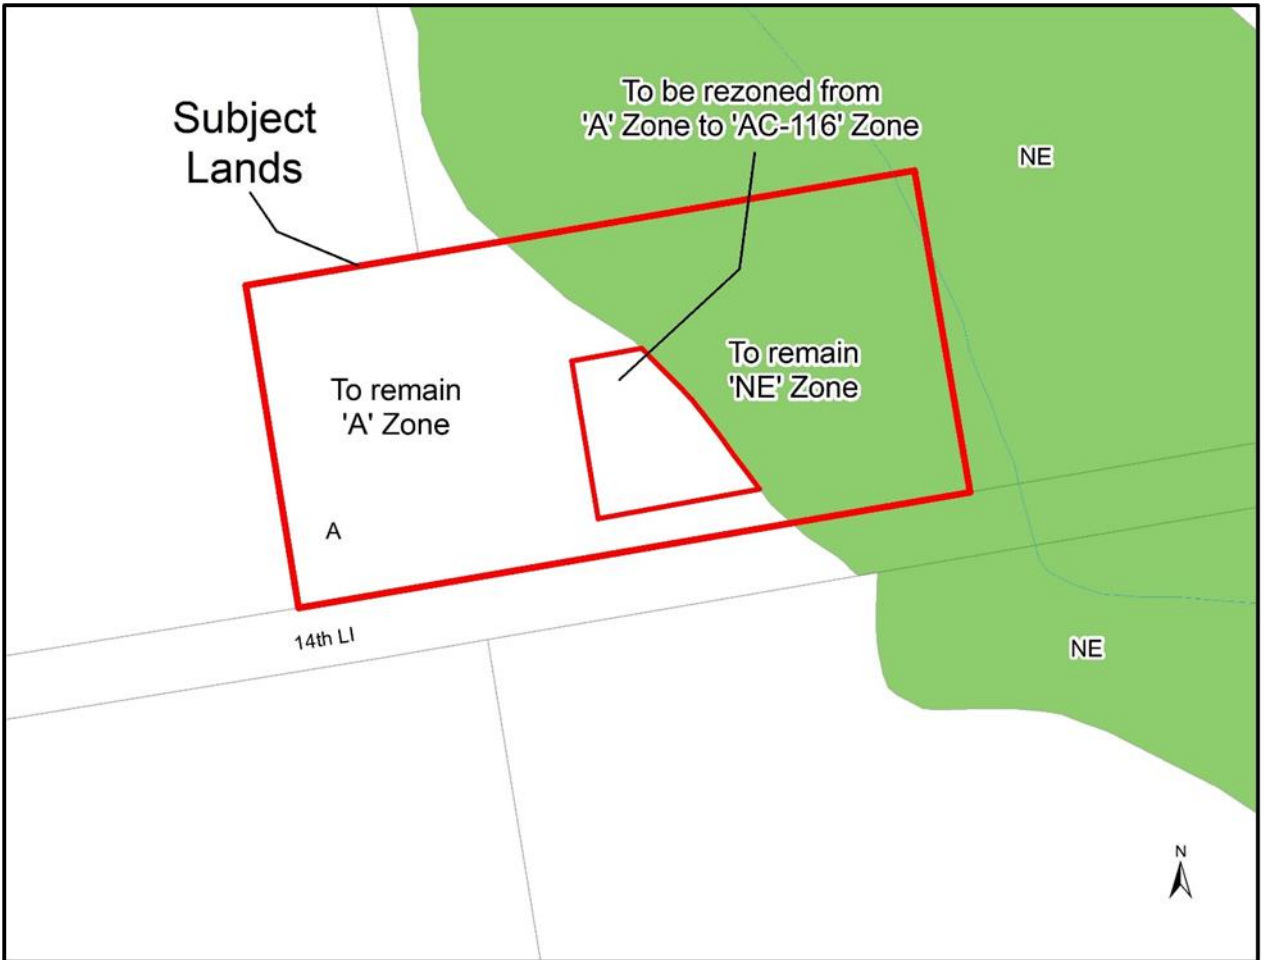 Subject
Lands
To be rezoned from
'A' Zone to 'AC-116' Zone
NE
To remain
'NE' Zone
To remain
'A' Zone
A
14th LI
NE
N